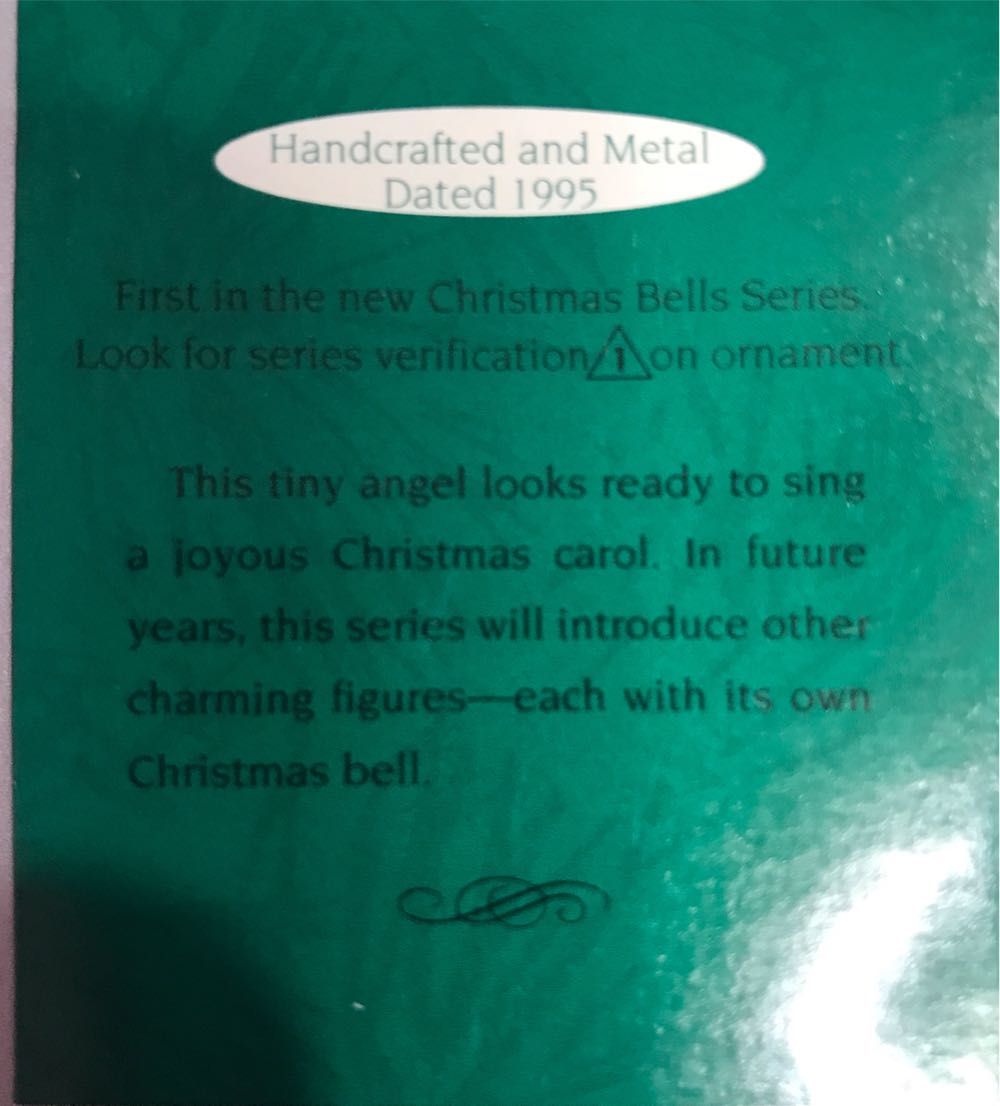 Handcrafted and Metal
Dated 1995
First in the new Christmas Bells Series.
Look for series verification 1 on ornament.
This tiny angel looks ready to sing
a joyous Christmas carol. In future
years, this series will introduce other
charming figures—each with its own
Christmas bell.